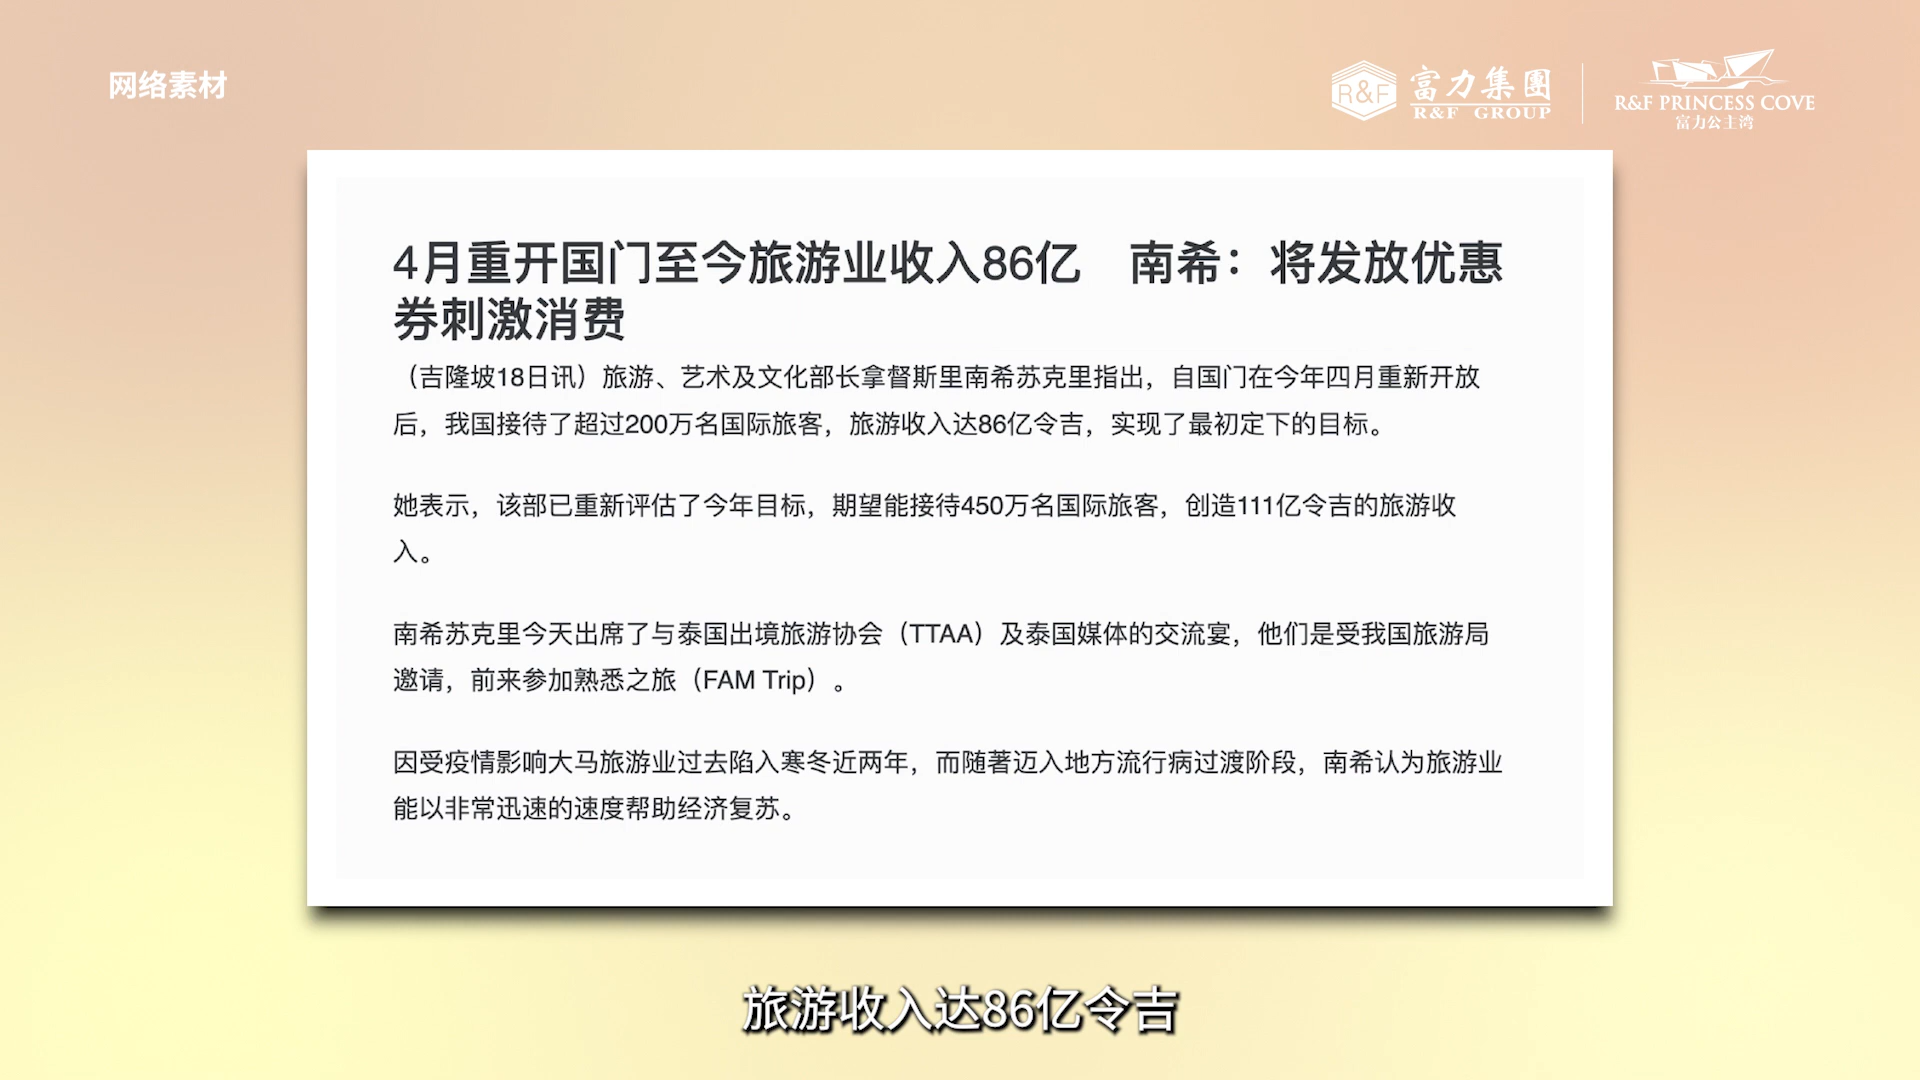 网络素材
R&F
富力集團
R&F GROUP
R&F PRINCESS COVE
富力公主湾
4月重开国门至今旅游业收入86亿　南希：将发放优惠
券刺激消费
（吉隆坡18日讯）旅游、艺术及文化部长拿督斯里南希苏克里指出，自国门在今年四月重新开放
后，我国接待了超过200万名国际旅客，旅游收入达86亿令吉，实现了最初定下的目标。
她表示，该部已重新评估了今年目标，期望能接待450万名国际旅客，创造111亿令吉的旅游收
入。
南希苏克里今天出席了与泰国出境旅游协会（TTAA）及泰国媒体的交流宴，他们是受我国旅游局
邀请，前来参加熟悉之旅（FAM Trip）。
因受疫情影响大马旅游业过去陷入寒冬近两年，而随著迈入地方流行病过渡阶段，南希认为旅游业
能以非常迅速的速度帮助经济复苏。
旅游收入达86亿令吉